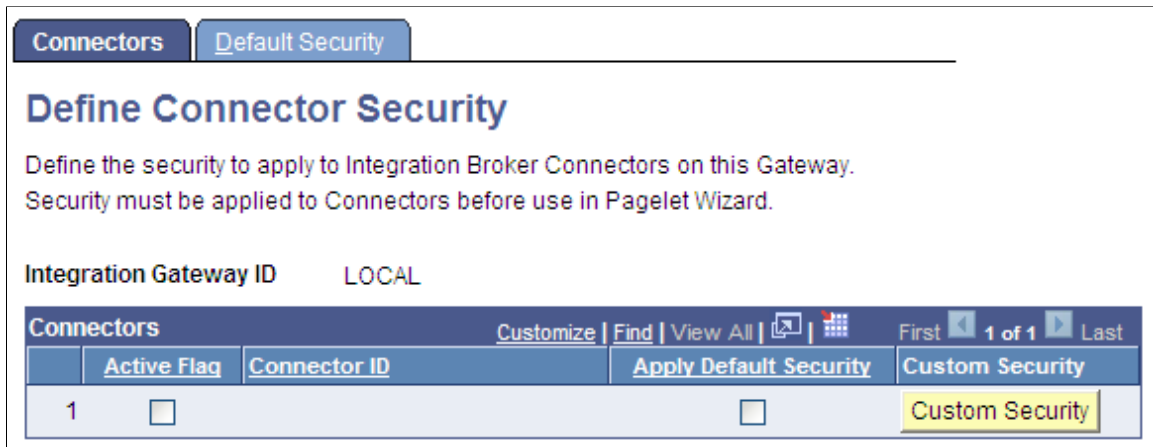 Connectors Default Security
Define Connector Security
Define the security to apply to Integration Broker Connectors on this Gateway.
Security must be applied to Connectors before use in Pagelet Wizard.
Integration Gateway ID LOCAL
Connectors Customize | Find | View All | | First 1 of 1 Last
Active Flag Connector ID Apply Default Security Custom Security
1 Custom Security